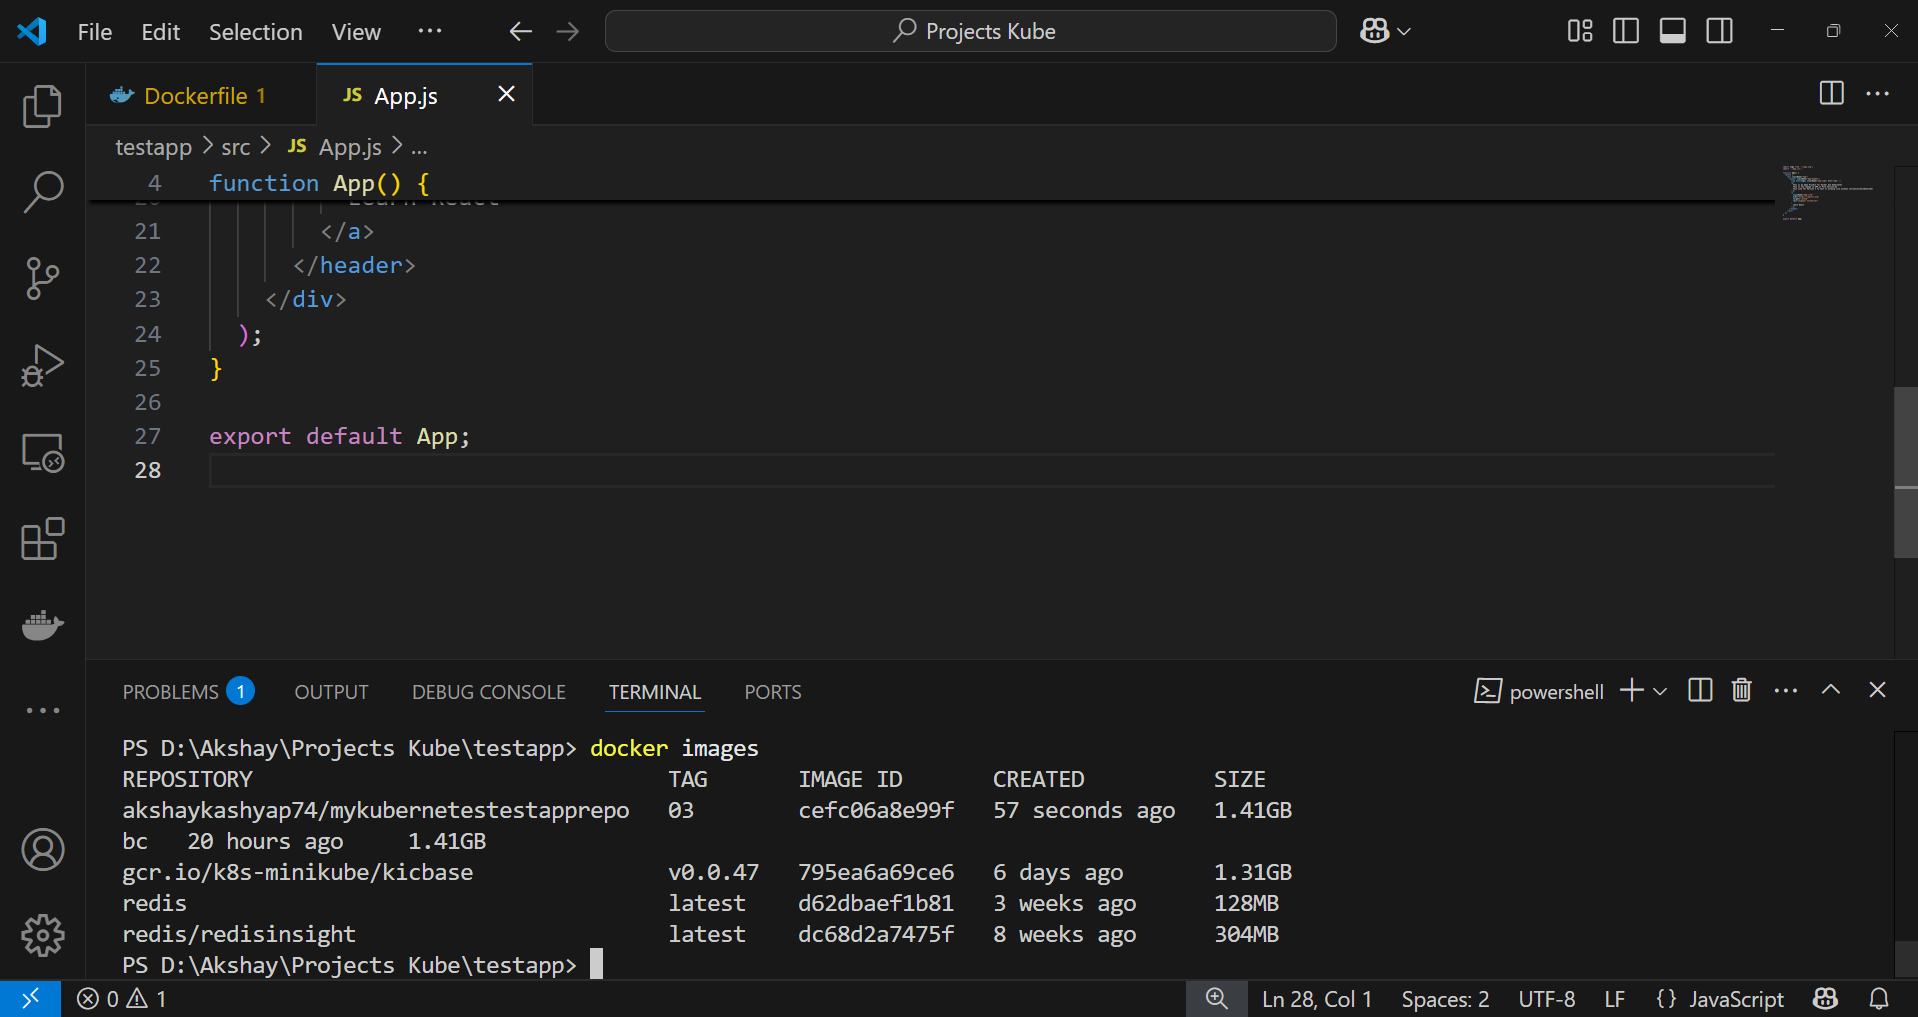 File Edit Selection View ··· Projects Kube
Dockerfile 1 JS App.js
testapp > src > JS App.js > ...
4 function App() {
21 </a>
22 </header>
23 </div>
24 );
25 }
26
27 export default App;
28
PROBLEMS 1 OUTPUT DEBUG CONSOLE TERMINAL PORTS powershell
PS D:\Akshay\Projects Kube\testapp> docker images
REPOSITORY TAG IMAGE ID CREATED SIZE
akshaykashyap74/mykubernetestestapprepo 03 cefc06a8e99f 57 seconds ago 1.41GB
bc 20 hours ago 1.41GB
gcr.io/k8s-minikube/kicbase v0.0.47 795ea6a69ce6 6 days ago 1.31GB
redis latest d62dbaef1b81 3 weeks ago 128MB
redis/redisinsight latest dc68d2a7475f 8 weeks ago 304MB
PS D:\Akshay\Projects Kube\testapp>
0 1 Ln 28, Col 1 Spaces: 2 UTF-8 LF {} JavaScript